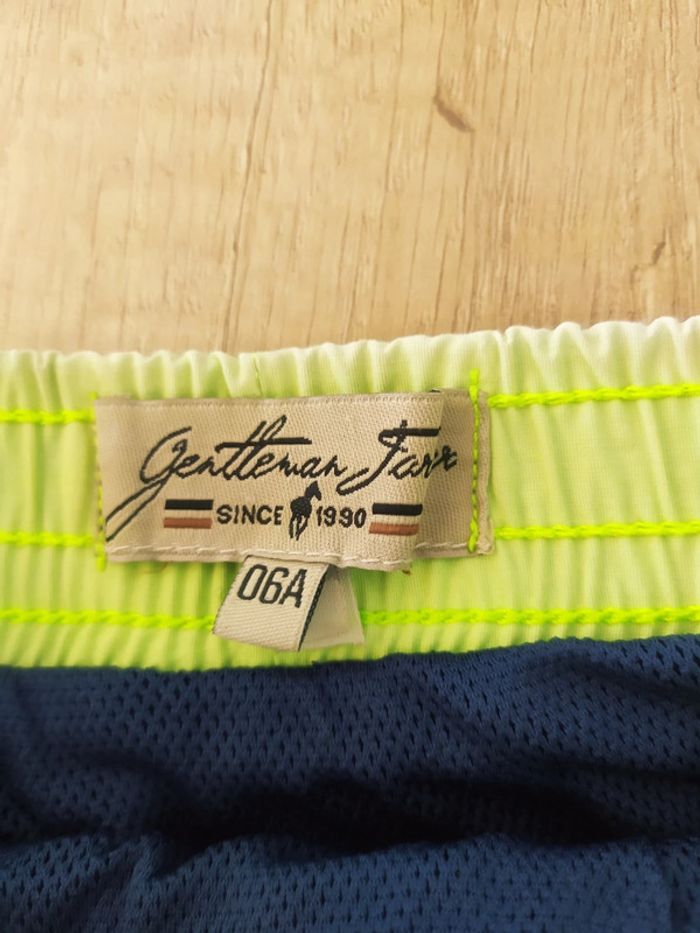 Gentleman Farmer
SINCE 1990
06A